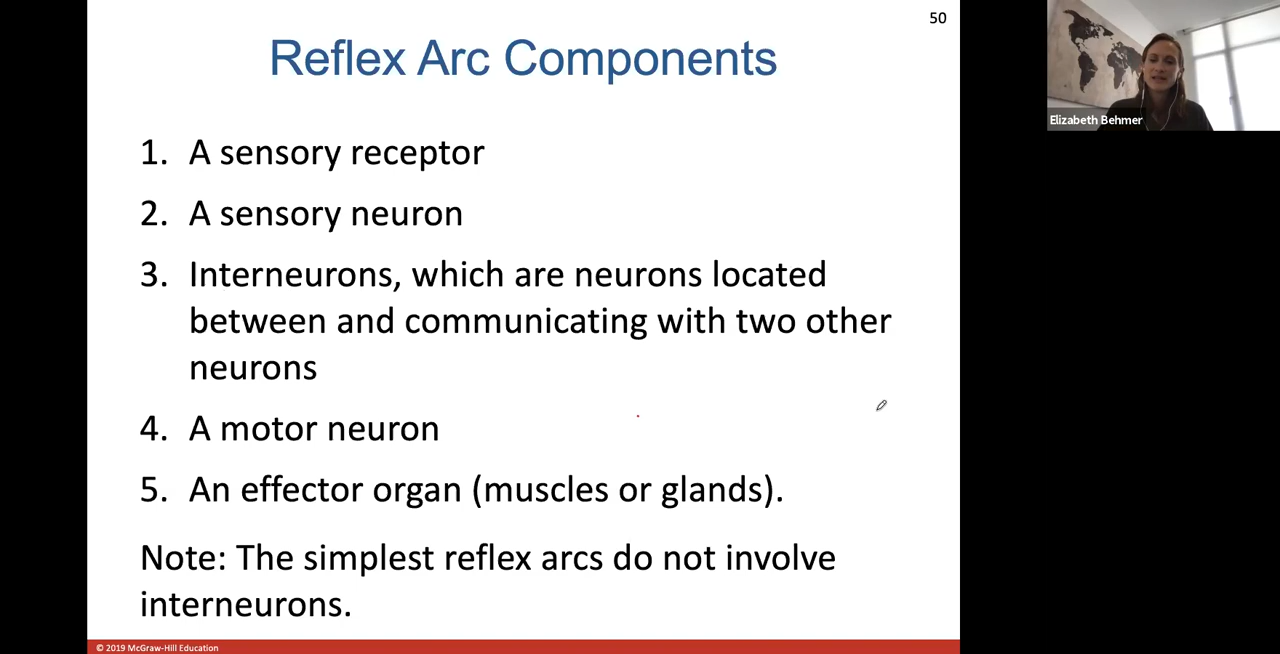 50
Reflex Arc Components
Elizabeth Behmer
1. A sensory receptor
2. A sensory neuron
3. Interneurons, which are neurons located
between and communicating with two other
neurons
4. A motor neuron
5. An effector organ (muscles or glands).
Note: The simplest reflex arcs do not involve
interneurons.
© 2019 McGraw-Hill Education